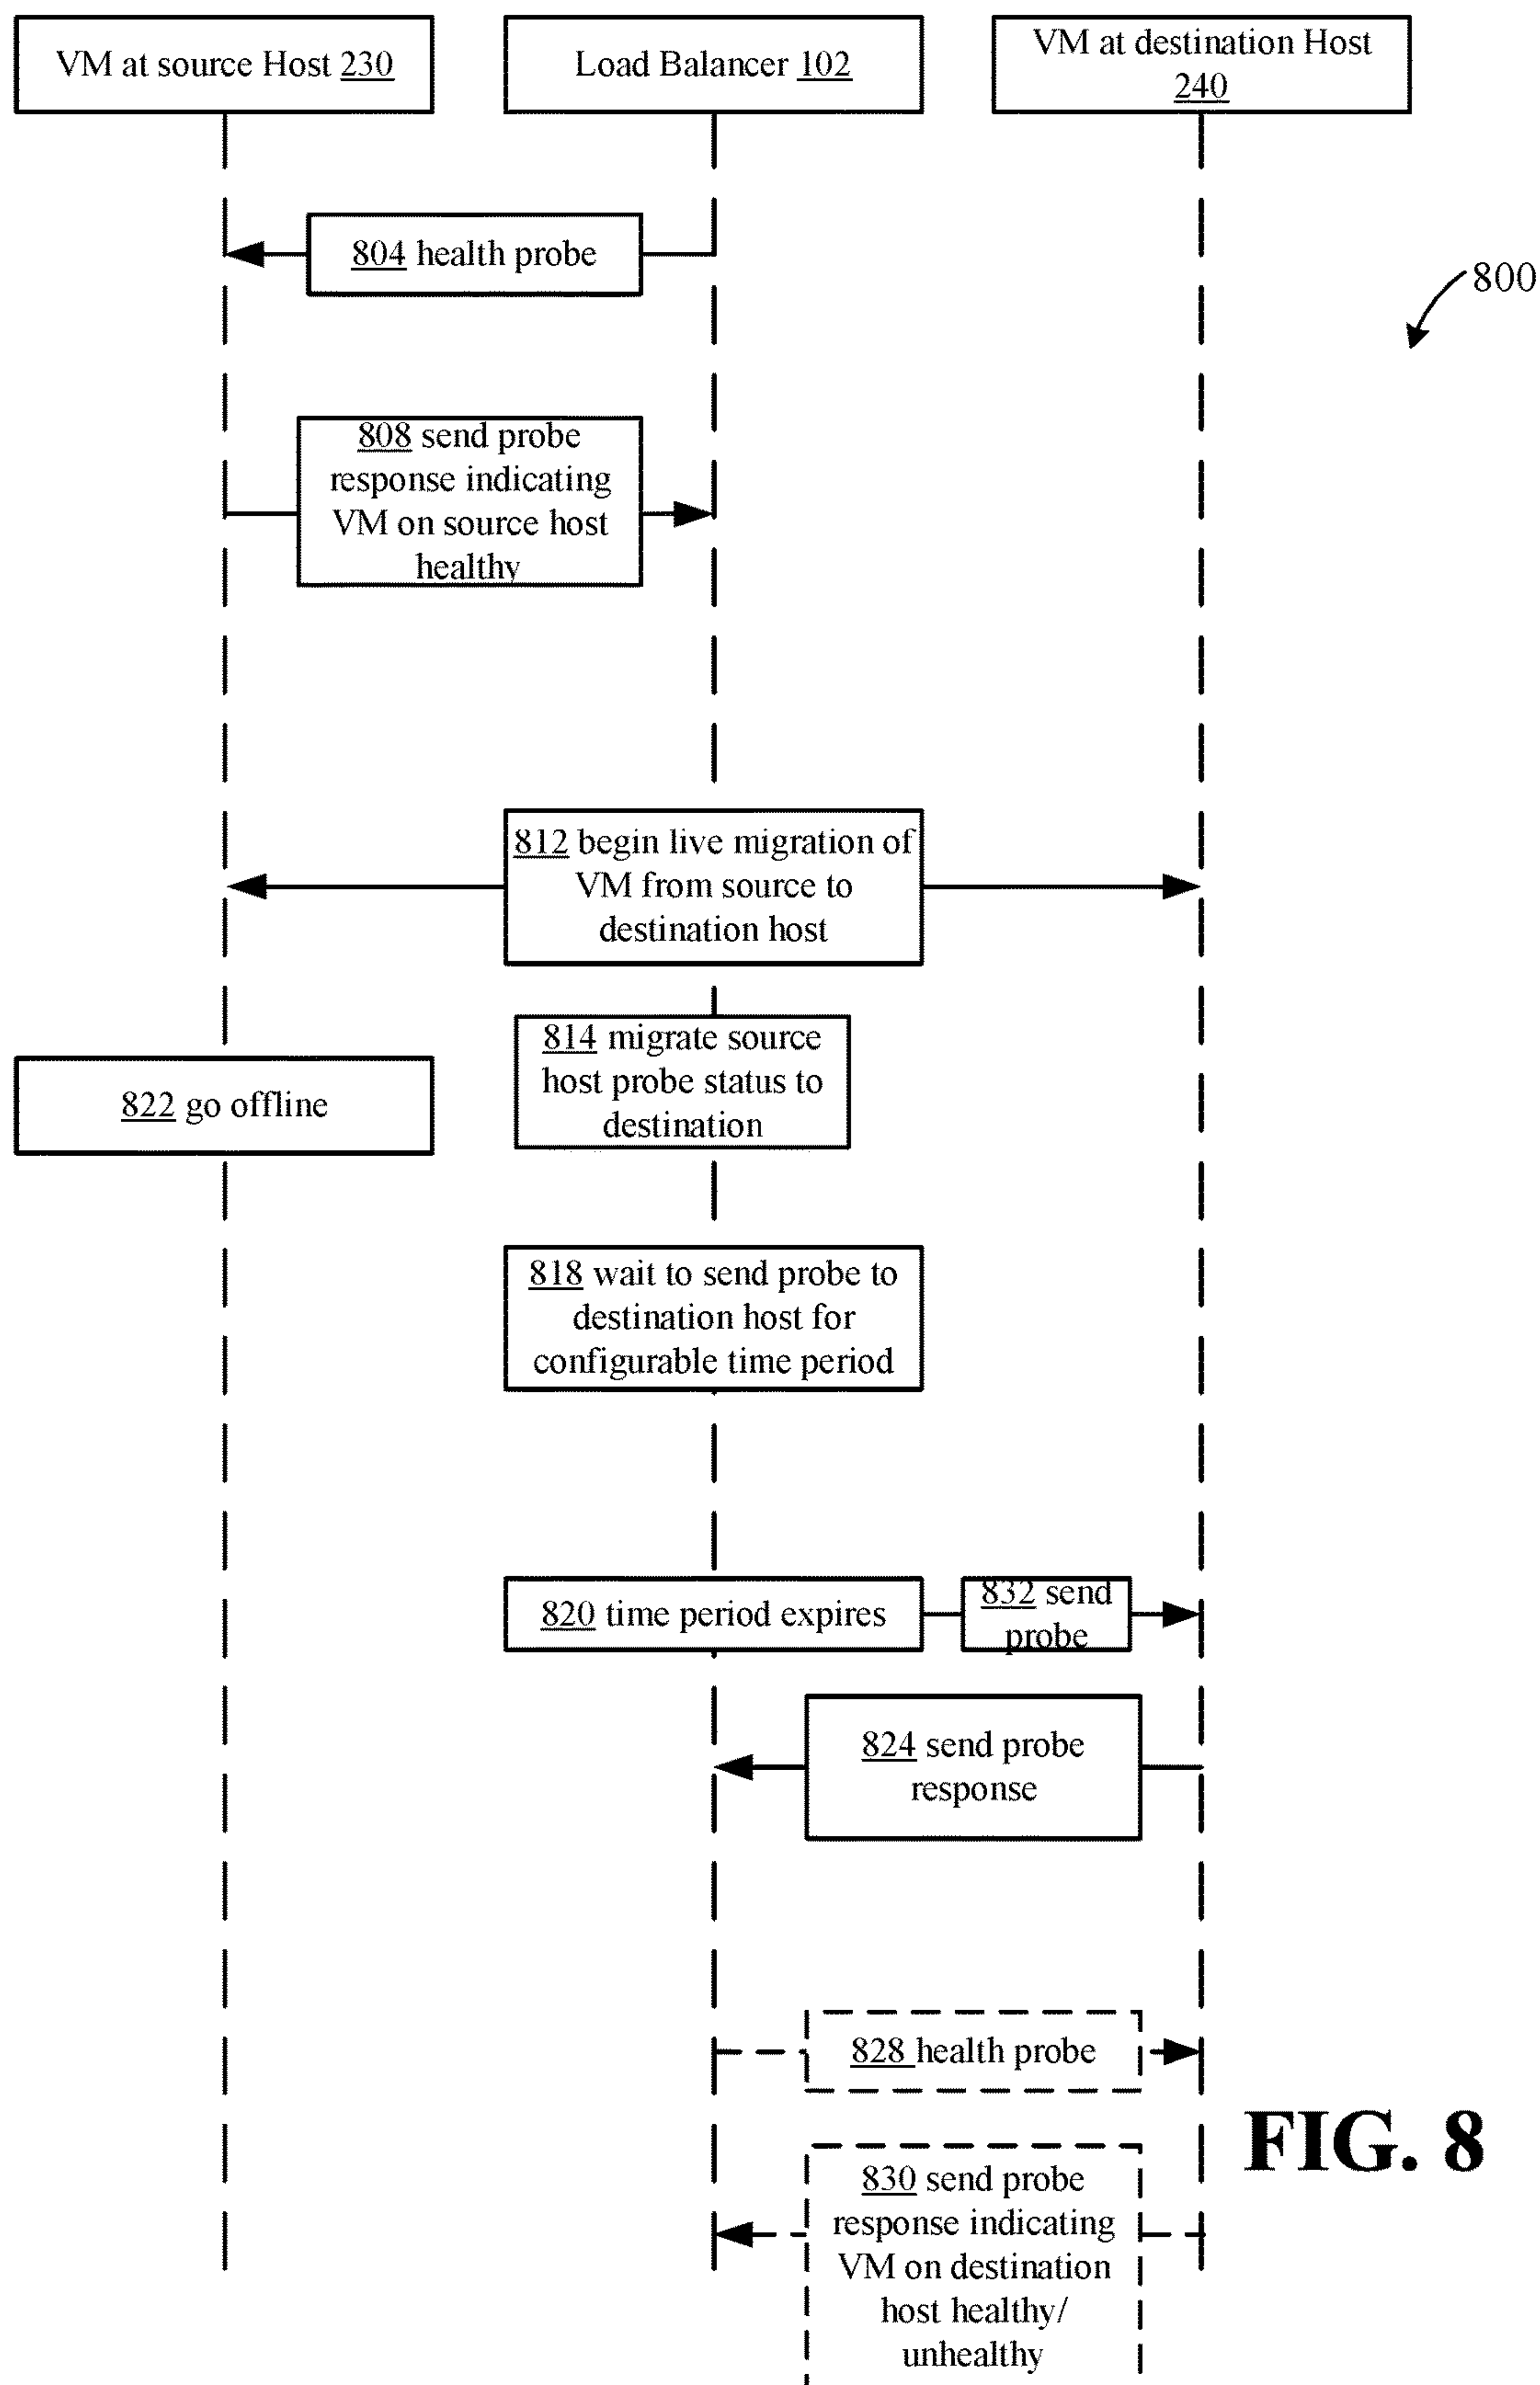 VM at source Host 230
Load Balancer 102
VM at destination Host
240
804 health probe
800
808 send probe
response indicating
VM on source host
healthy
812 begin live migration of
VM from source to
destination host
814 migrate source
host probe status to
destination
822 go offline
818 wait to send probe to
destination host for
configurable time period
820 time period expires
832 send
probe
824 send probe
response
828 health probe
FIG. 8
830 send probe
response indicating
VM on destination
host healthy/
unhealthy